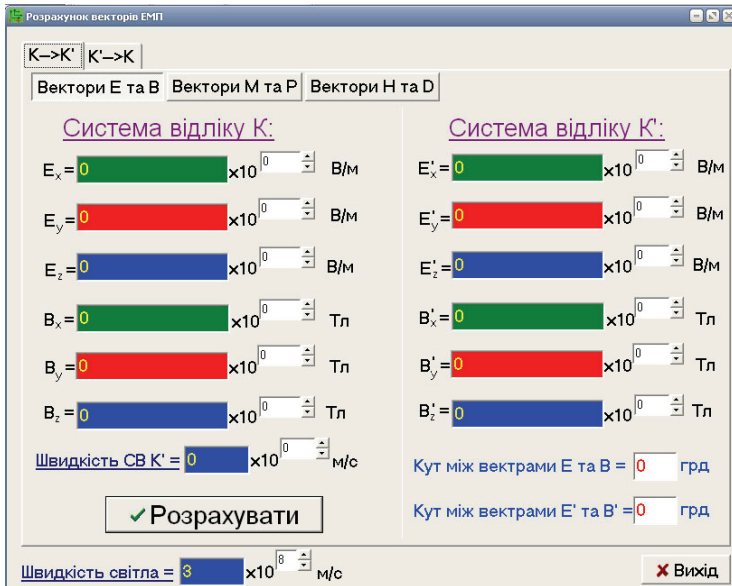 Розрахунок векторів ЕМП
K–>K' K'–>K
Вектори E та B Вектори M та P Вектори H та D
Система відліку K: Система відліку K':
Ex = 0 ×10 0 В/м E'x = 0 ×10 0 В/м
Ey = 0 ×10 0 В/м E'y = 0 ×10 0 В/м
Ez = 0 ×10 0 В/м E'z = 0 ×10 0 В/м
Bx = 0 ×10 0 Тл B'x = 0 ×10 0 Тл
By = 0 ×10 0 Тл B'y = 0 ×10 0 Тл
Bz = 0 ×10 0 Тл B'z = 0 ×10 0 Тл
Швидкість СВ K' = 0 ×10 0 м/с Кут між вектрами E та B = 0 грд
Розрахувати Кут між вектрами E' та B' = 0 грд
Швидкість світла = 3 ×10 8 м/с Вихід